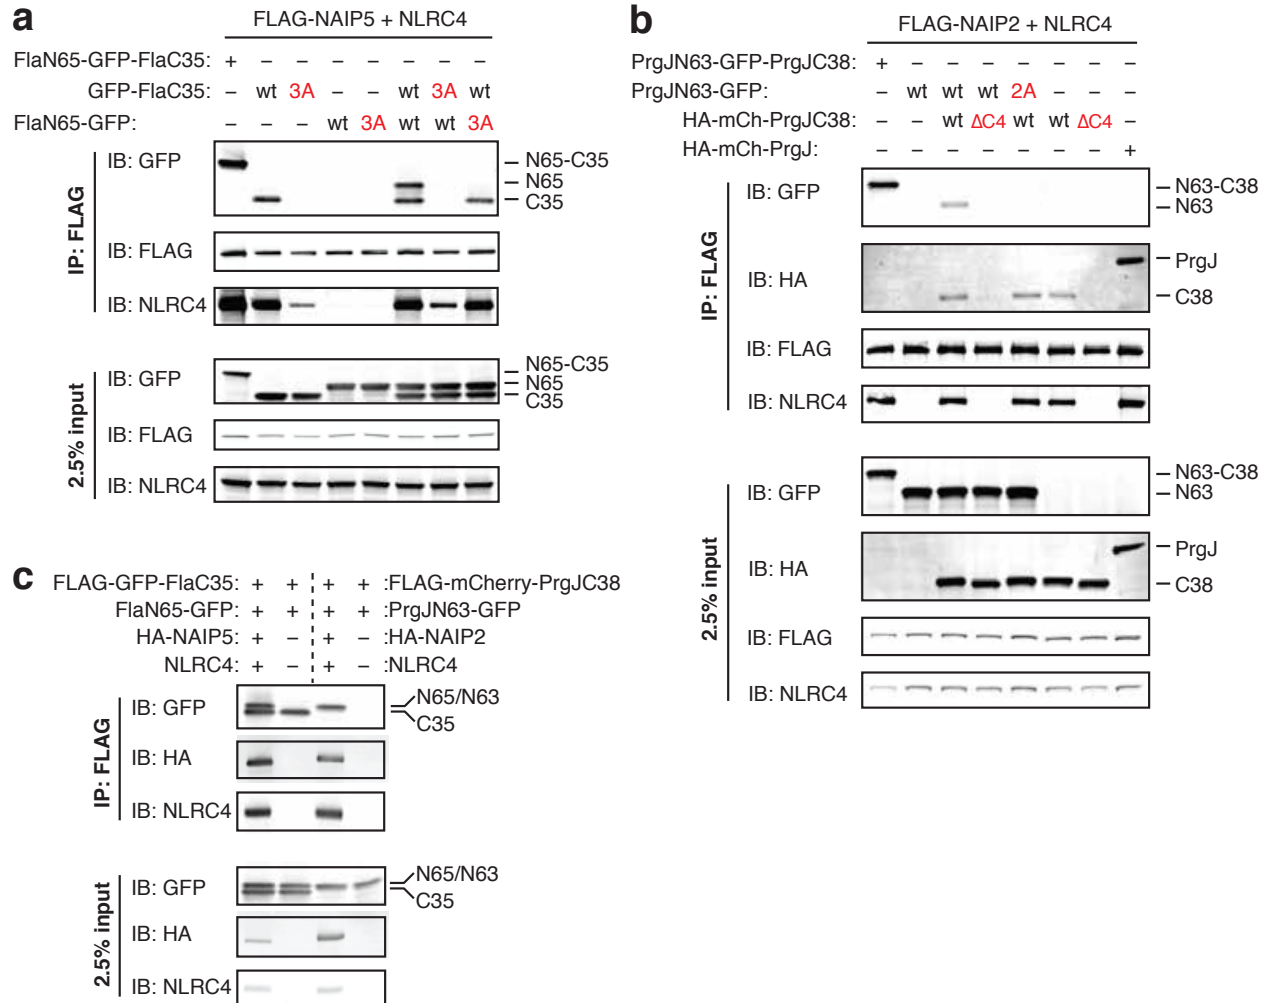 a
FLAG-NAIP5 + NLRC4
FlaN65-GFP-FlaC35: + – – – – – – –
GFP-FlaC35: – wt 3A – – wt 3A wt
FlaN65-GFP: – – – wt 3A wt wt 3A
IP: FLAG
IB: GFP
N65-C35
N65
C35
IB: FLAG
IB: NLRC4
2.5% input
IB: GFP
N65-C35
N65
C35
IB: FLAG
IB: NLRC4
b
FLAG-NAIP2 + NLRC4
PrgJN63-GFP-PrgJC38: + – – – – – – –
PrgJN63-GFP: – wt wt wt 2A – – –
HA-mCh-PrgJC38: – – wt ΔC4 wt wt ΔC4 –
HA-mCh-PrgJ: – – – – – – – +
IP: FLAG
IB: GFP
N63-C38
N63
IB: HA
PrgJ
C38
IB: FLAG
IB: NLRC4
2.5% input
IB: GFP
N63-C38
N63
IB: HA
PrgJ
C38
IB: FLAG
IB: NLRC4
c
FLAG-GFP-FlaC35: + + + + :FLAG-mCherry-PrgJC38
FlaN65-GFP: + + + + :PrgJN63-GFP
HA-NAIP5: + – + – :HA-NAIP2
NLRC4: + – + – :NLRC4
IP: FLAG
IB: GFP
N65/N63
C35
IB: HA
IB: NLRC4
2.5% input
IB: GFP
N65/N63
C35
IB: HA
IB: NLRC4